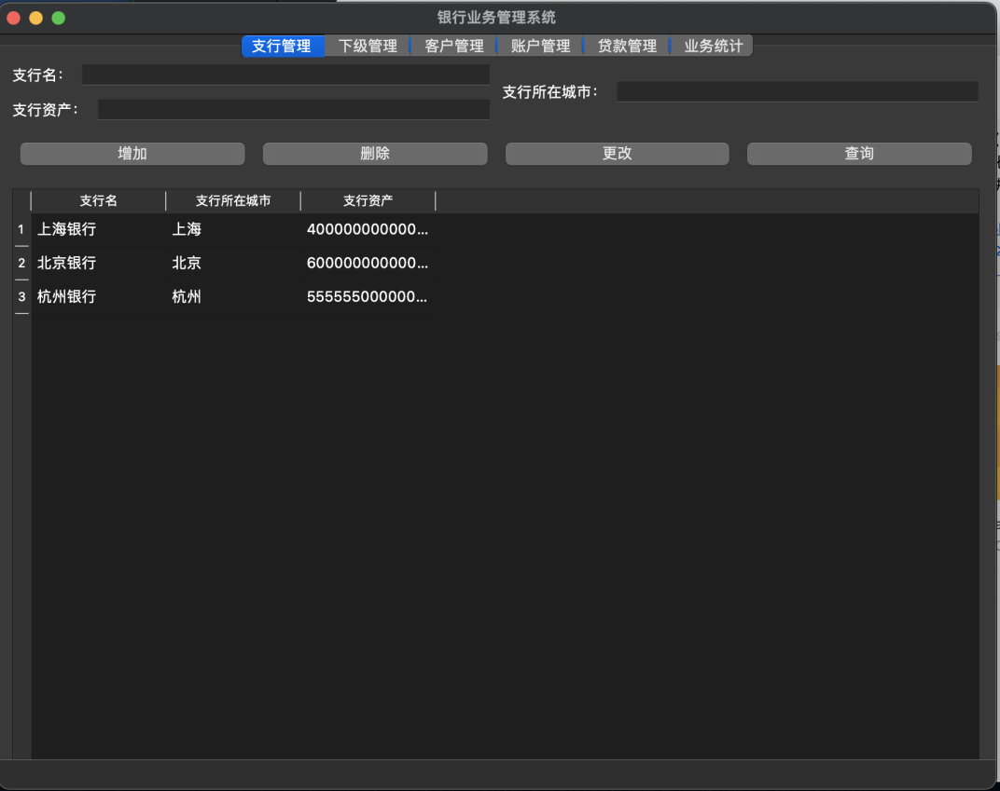 银行业务管理系统
支行管理 下级管理 客户管理 账户管理 贷款管理 业务统计
支行名：
支行所在城市：
支行资产：
增加 删除 更改 查询
支行名 支行所在城市 支行资产
1 上海银行 上海 400000000000...
2 北京银行 北京 600000000000...
3 杭州银行 杭州 555555000000...